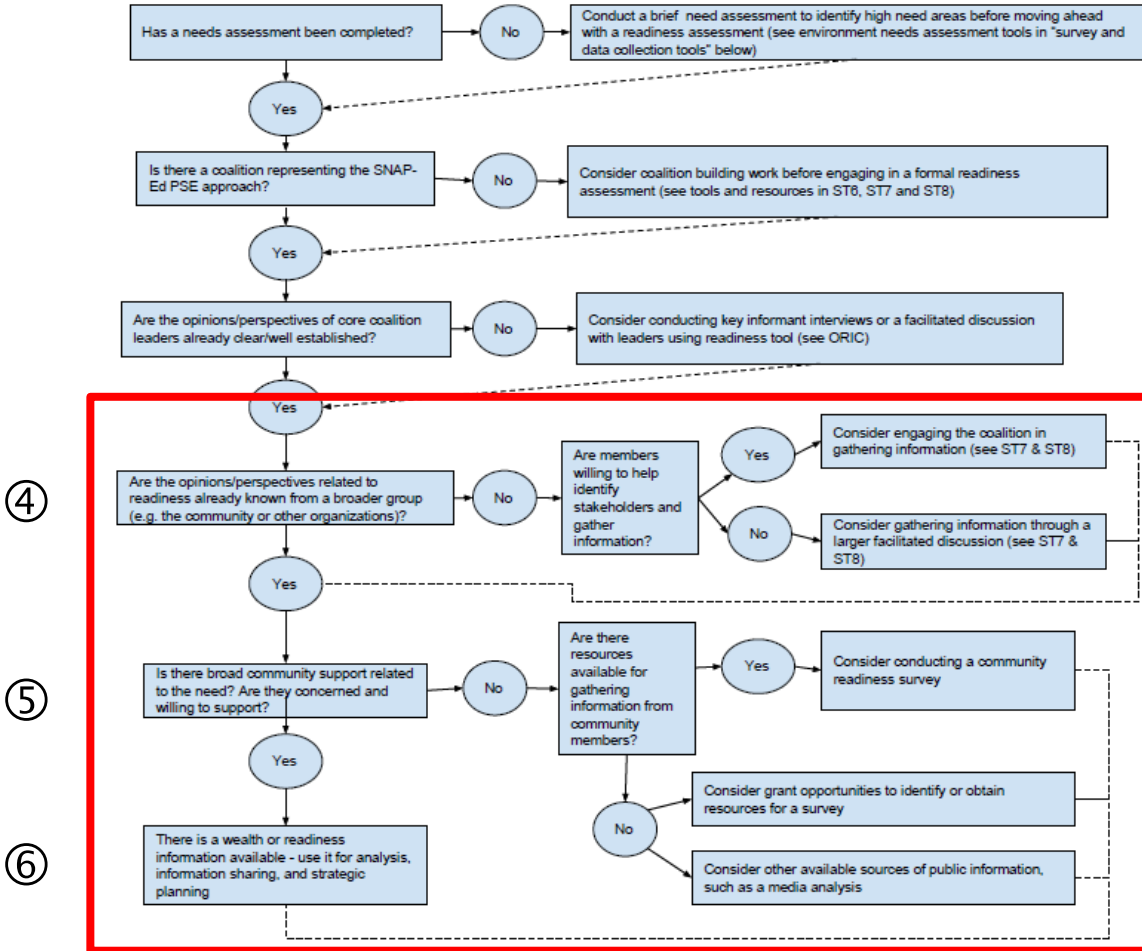 Has a needs assessment been completed?
No
Conduct a brief need assessment to identify high need areas before moving ahead
with a readiness assessment (see environment needs assessment tools in "survey and
data collection tools" below)
Yes
Is there a coalition representing the SNAP-
Ed PSE approach?
No
Consider coalition building work before engaging in a formal readiness
assessment (see tools and resources in ST6, ST7 and ST8)
Yes
Are the opinions/perspectives of core coalition
leaders already clear/well established?
No
Consider conducting key informant interviews or a facilitated discussion
with leaders using readiness tool (see ORIC)
Yes
④
Are the opinions/perspectives related to
readiness already known from a broader group
(e.g. the community or other organizations)?
No
Are members
willing to help
identify
stakeholders and
gather
information?
Yes
Consider engaging the coalition in
gathering information (see ST7 & ST8)
No
Consider gathering information through a
larger facilitated discussion (see ST7 &
ST8)
Yes
⑤
Is there broad community support related
to the need? Are they concerned and
willing to support?
No
Are there
resources
available for
gathering
information from
community
members?
Yes
Consider conducting a community
readiness survey
Yes
No
Consider grant opportunities to identify or obtain
resources for a survey
Consider other available sources of public information,
such as a media analysis
⑥
There is a wealth or readiness
information available - use it for analysis,
information sharing, and strategic
planning